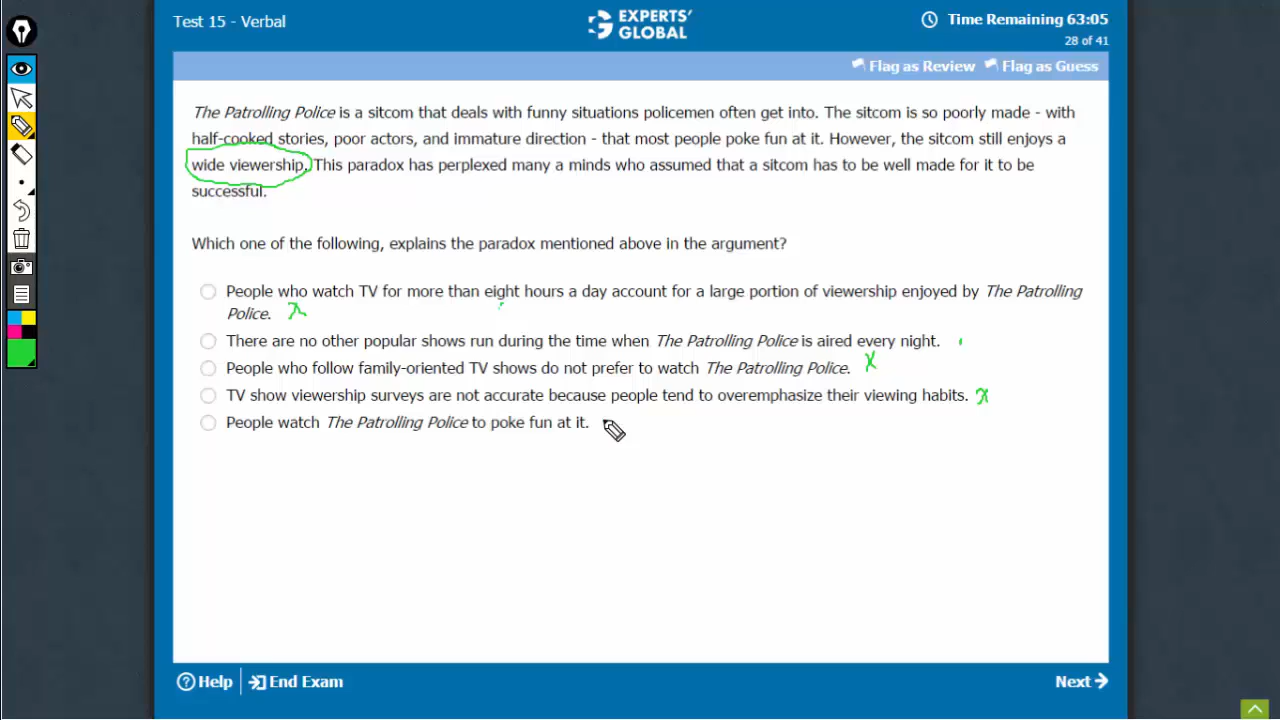 Test 15 - Verbal
EXPERTS'
GLOBAL
Time Remaining 63:05
28 of 41
Flag as Review
Flag as Guess
The Patrolling Police is a sitcom that deals with funny situations policemen often get into. The sitcom is so poorly made - with
half-cooked stories, poor actors, and immature direction - that most people poke fun at it. However, the sitcom still enjoys a
wide viewership. This paradox has perplexed many a minds who assumed that a sitcom has to be well made for it to be
successful.
Which one of the following, explains the paradox mentioned above in the argument?
People who watch TV for more than eight hours a day account for a large portion of viewership enjoyed by The Patrolling
Police. X
There are no other popular shows run during the time when The Patrolling Police is aired every night.
People who follow family-oriented TV shows do not prefer to watch The Patrolling Police. X
TV show viewership surveys are not accurate because people tend to overemphasize their viewing habits. X
People watch The Patrolling Police to poke fun at it.
Help
End Exam
Next